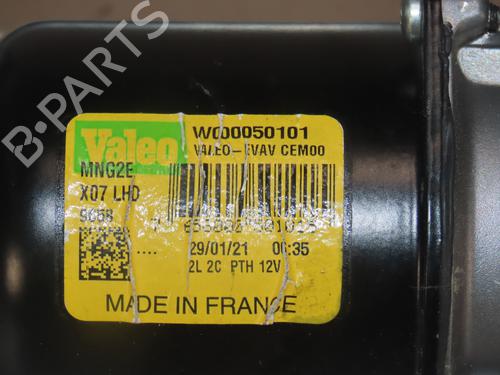 Valeo
W000050101
VALEO-EVAV CEM00
MNG2E
X07 LHD
29/01/21 00:35
2L 2C PTH 12V
MADE IN FRANCE
B-PARTS